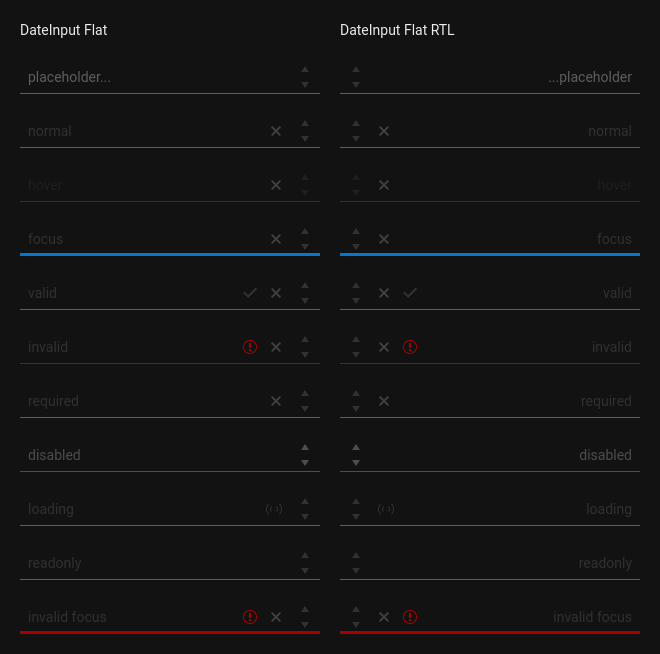 DateInput Flat
placeholder...
normal
hover
focus
valid
invalid
required
disabled
loading
readonly
invalid focus
DateInput Flat RTL
...placeholder
normal
hover
focus
valid
invalid
required
disabled
loading
readonly
invalid focus